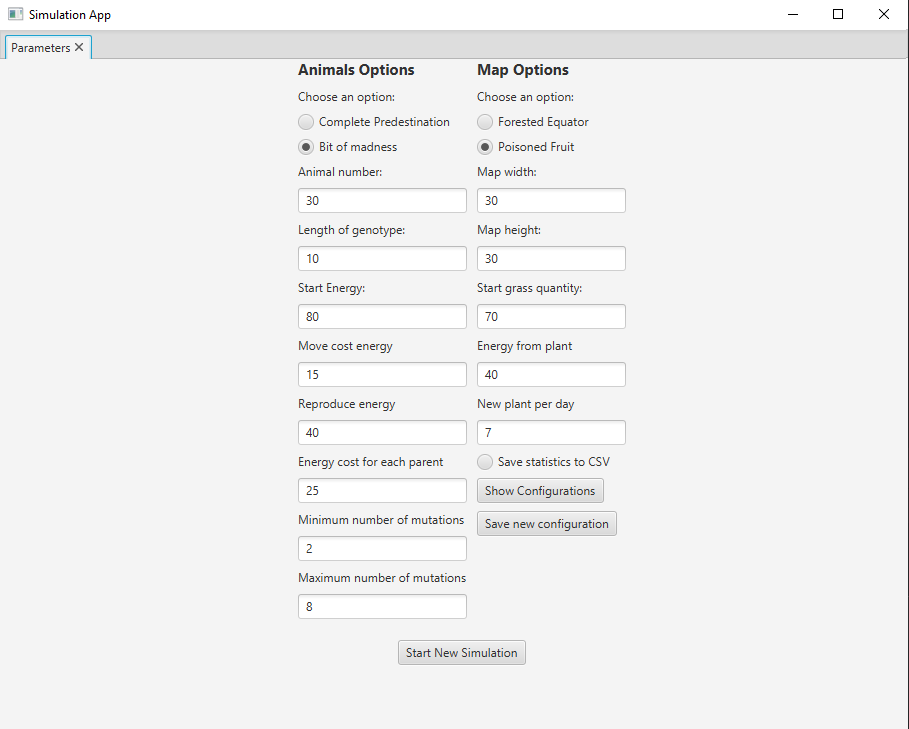 Simulation App
Parameters
Animals Options
Choose an option:
Complete Predestination
Bit of madness
Animal number:
30
Length of genotype:
10
Start Energy:
80
Move cost energy
15
Reproduce energy
40
Energy cost for each parent
25
Minimum number of mutations
2
Maximum number of mutations
8
Map Options
Choose an option:
Forested Equator
Poisoned Fruit
Map width:
30
Map height:
30
Start grass quantity:
70
Energy from plant
40
New plant per day
7
Save statistics to CSV
Show Configurations
Save new configuration
Start New Simulation